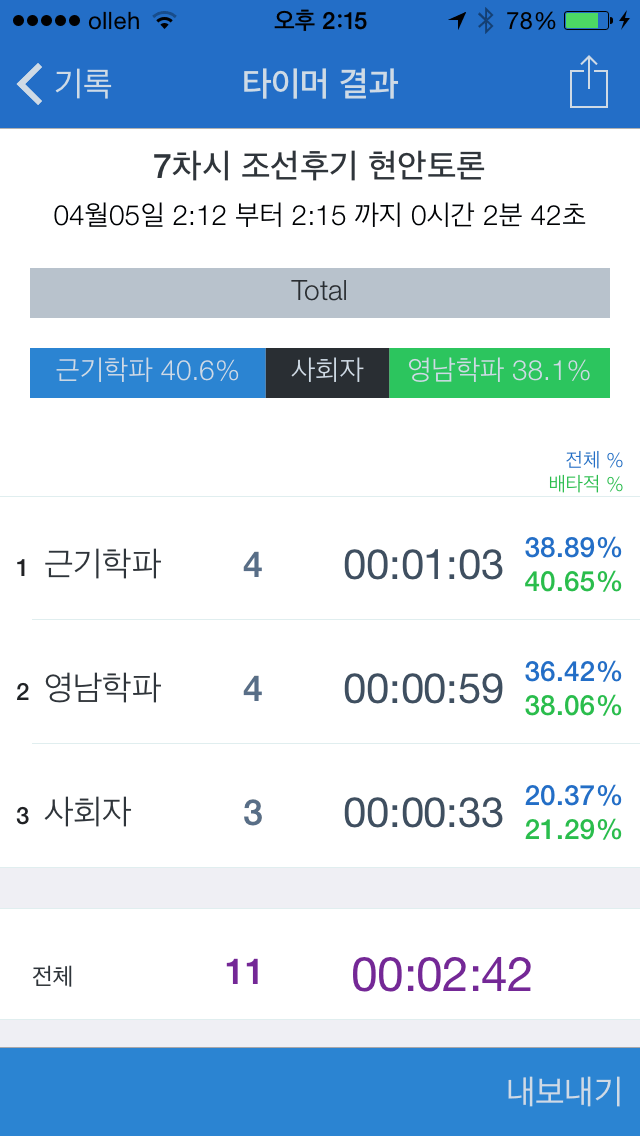 olleh 오후 2:15 78%
기록 타이머 결과
7차시 조선후기 현안토론
04월05일 2:12 부터 2:15 까지 0시간 2분 42초
Total
근기학파 40.6% 사회자 영남학파 38.1%
전체 %
배타적 %
1 근기학파 4 00:01:03 38.89%
40.65%
2 영남학파 4 00:00:59 36.42%
38.06%
3 사회자 3 00:00:33 20.37%
21.29%
전체 11 00:02:42
내보내기